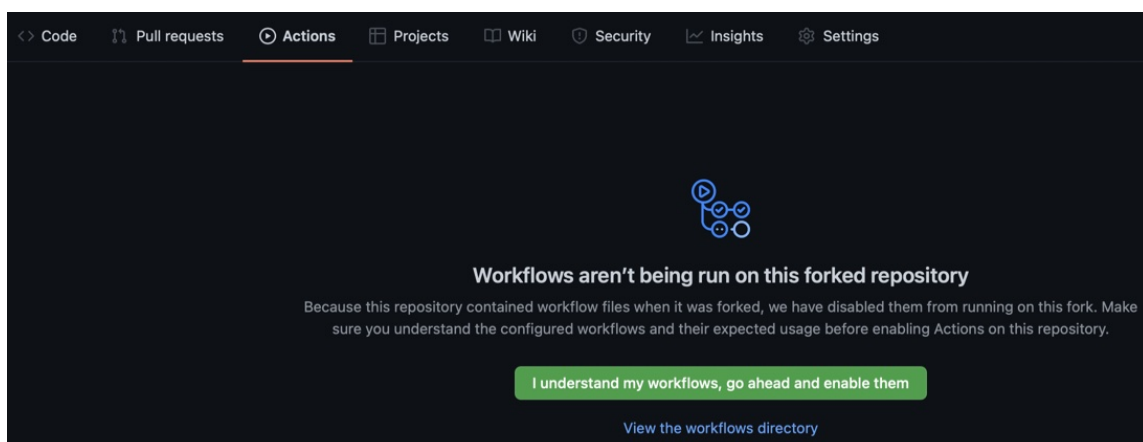 Code Pull requests Actions Projects Wiki Security Insights Settings
Workflows aren't being run on this forked repository
Because this repository contained workflow files when it was forked, we have disabled them from running on this fork. Make
sure you understand the configured workflows and their expected usage before enabling Actions on this repository.
I understand my workflows, go ahead and enable them
View the workflows directory